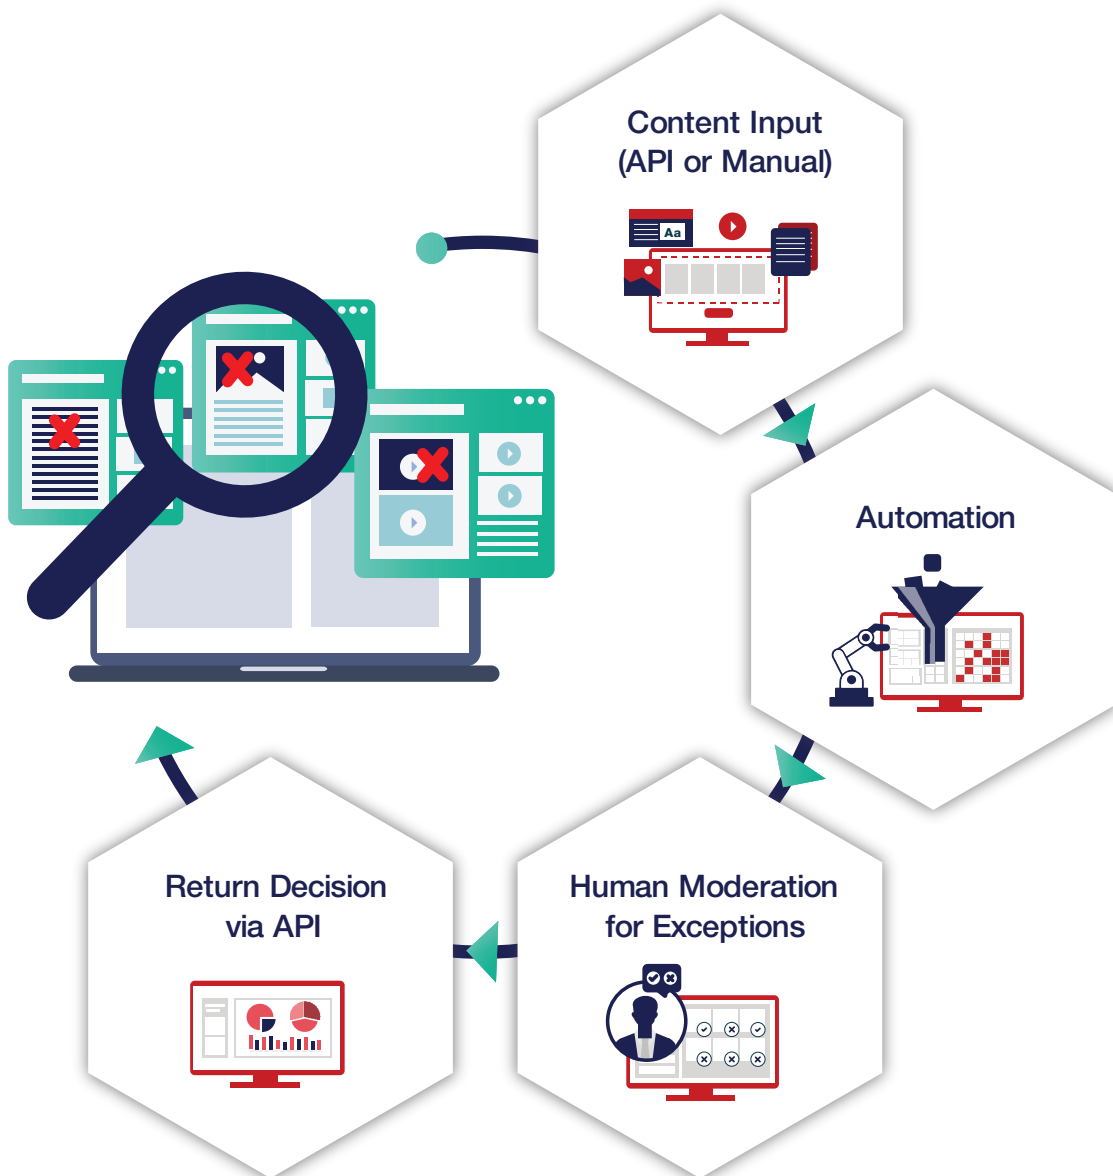 Content Input
(API or Manual)
Aa
Automation
Human Moderation
for Exceptions
Return Decision
via API